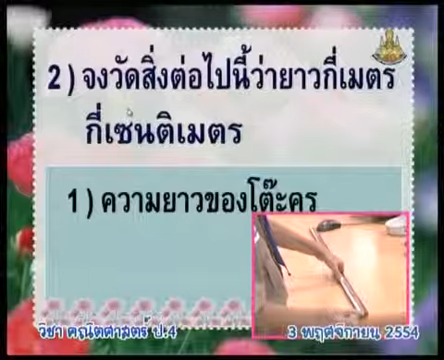 2) จงวัดสิ่งต่อไปนี้ว่ายาวกี่เมตร
กี่เซนติเมตร
1) ความยาวของโต๊ะคร
วิชา คณิตศาสตร์ ป.4
3 พฤศจิกายน 2554